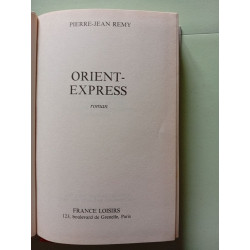 PIERRE-JEAN REMY
ORIENT-
EXPRESS
roman
FRANCE LOISIRS
123, boulevard de Grenelle, Paris